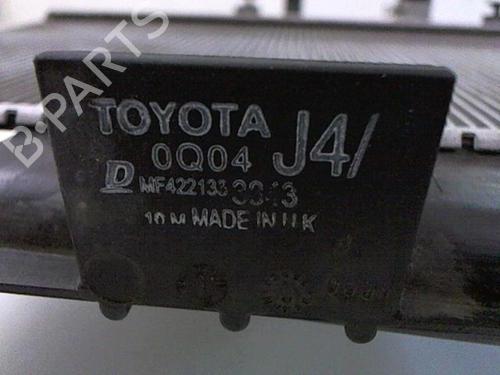 B-PARTS
TOYOTA
0Q04 J4/
D MF422133
MADE IN U K